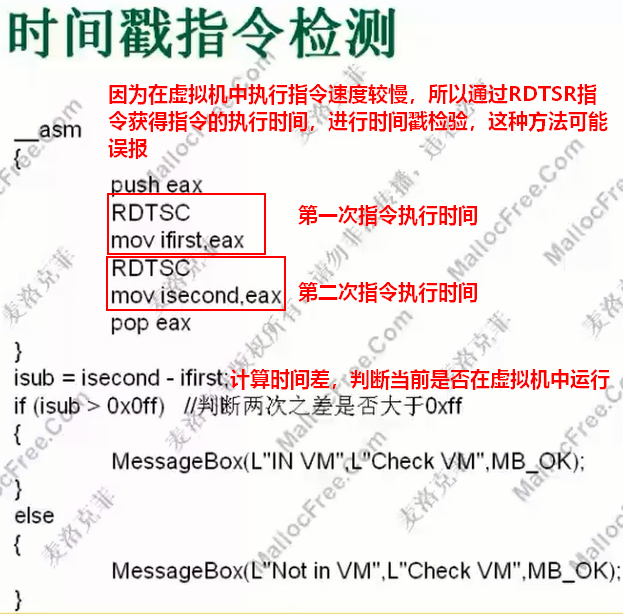 时间戳指令检测
因为在虚拟机中执行指令速度较慢，所以通过RDTSR指
令获得指令的执行时间，进行时间戳检验，这种方法可能
误报
__asm
{
push eax
RDTSC
第一次指令执行时间
mov ifirst,eax
RDTSC
mov isecond,eax 第二次指令执行时间
pop eax
}
isub = isecond - ifirst;计算时间差，判断当前是否在虚拟机中运行
if (isub > 0x0ff) //判断两次之差是否大于0xff
{
MessageBox(L"IN VM",L"Check VM",MB_OK);
}
else
{
MessageBox(L"Not in VM",L"Check VM",MB_OK);
}
麦洛克菲
MallocFree.Com